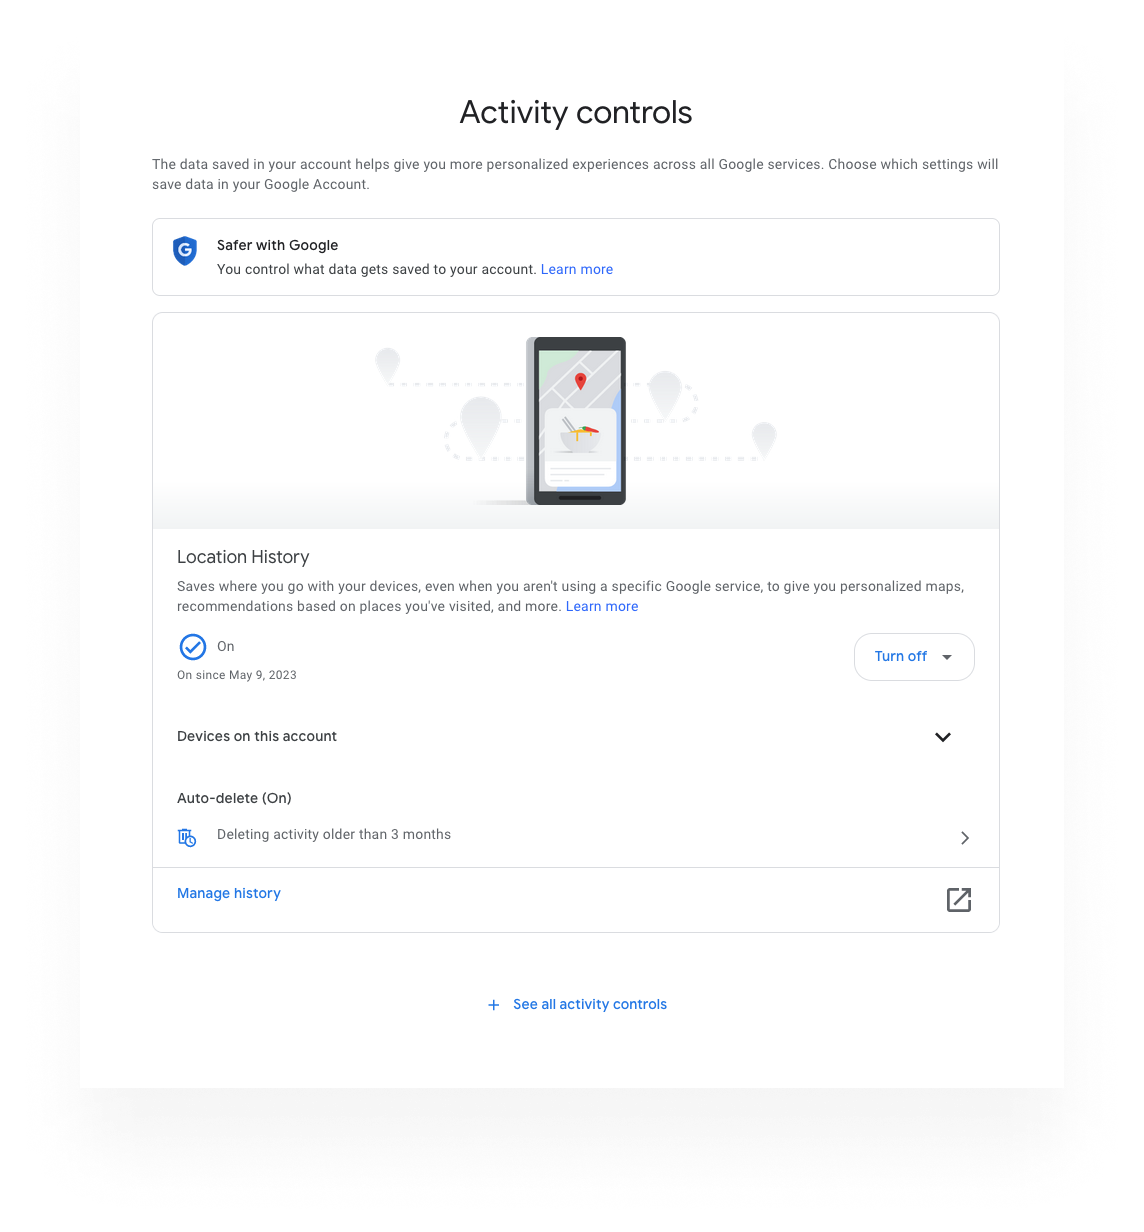 Activity controls
The data saved in your account helps give you more personalized experiences across all Google services. Choose which settings will
save data in your Google Account.
Safer with Google
You control what data gets saved to your account. Learn more
Location History
Saves where you go with your devices, even when you aren't using a specific Google service, to give you personalized maps,
recommendations based on places you've visited, and more. Learn more
On
Turn off
On since May 9, 2023
Devices on this account
Auto-delete (On)
Deleting activity older than 3 months
Manage history
See all activity controls